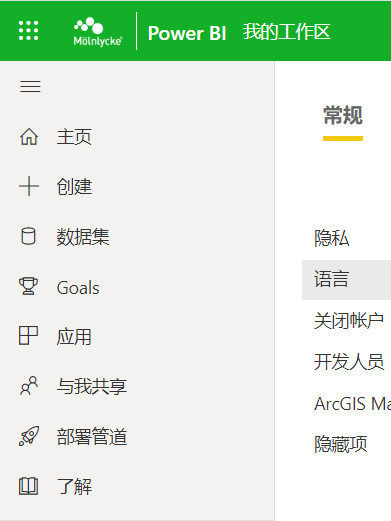 Mölnlycke®
Power BI 我的工作区
常规
主页
创建
数据集
Goals
应用
与我共享
部署管道
了解
隐私
语言
关闭帐户
开发人员
ArcGIS Ma
隐藏项